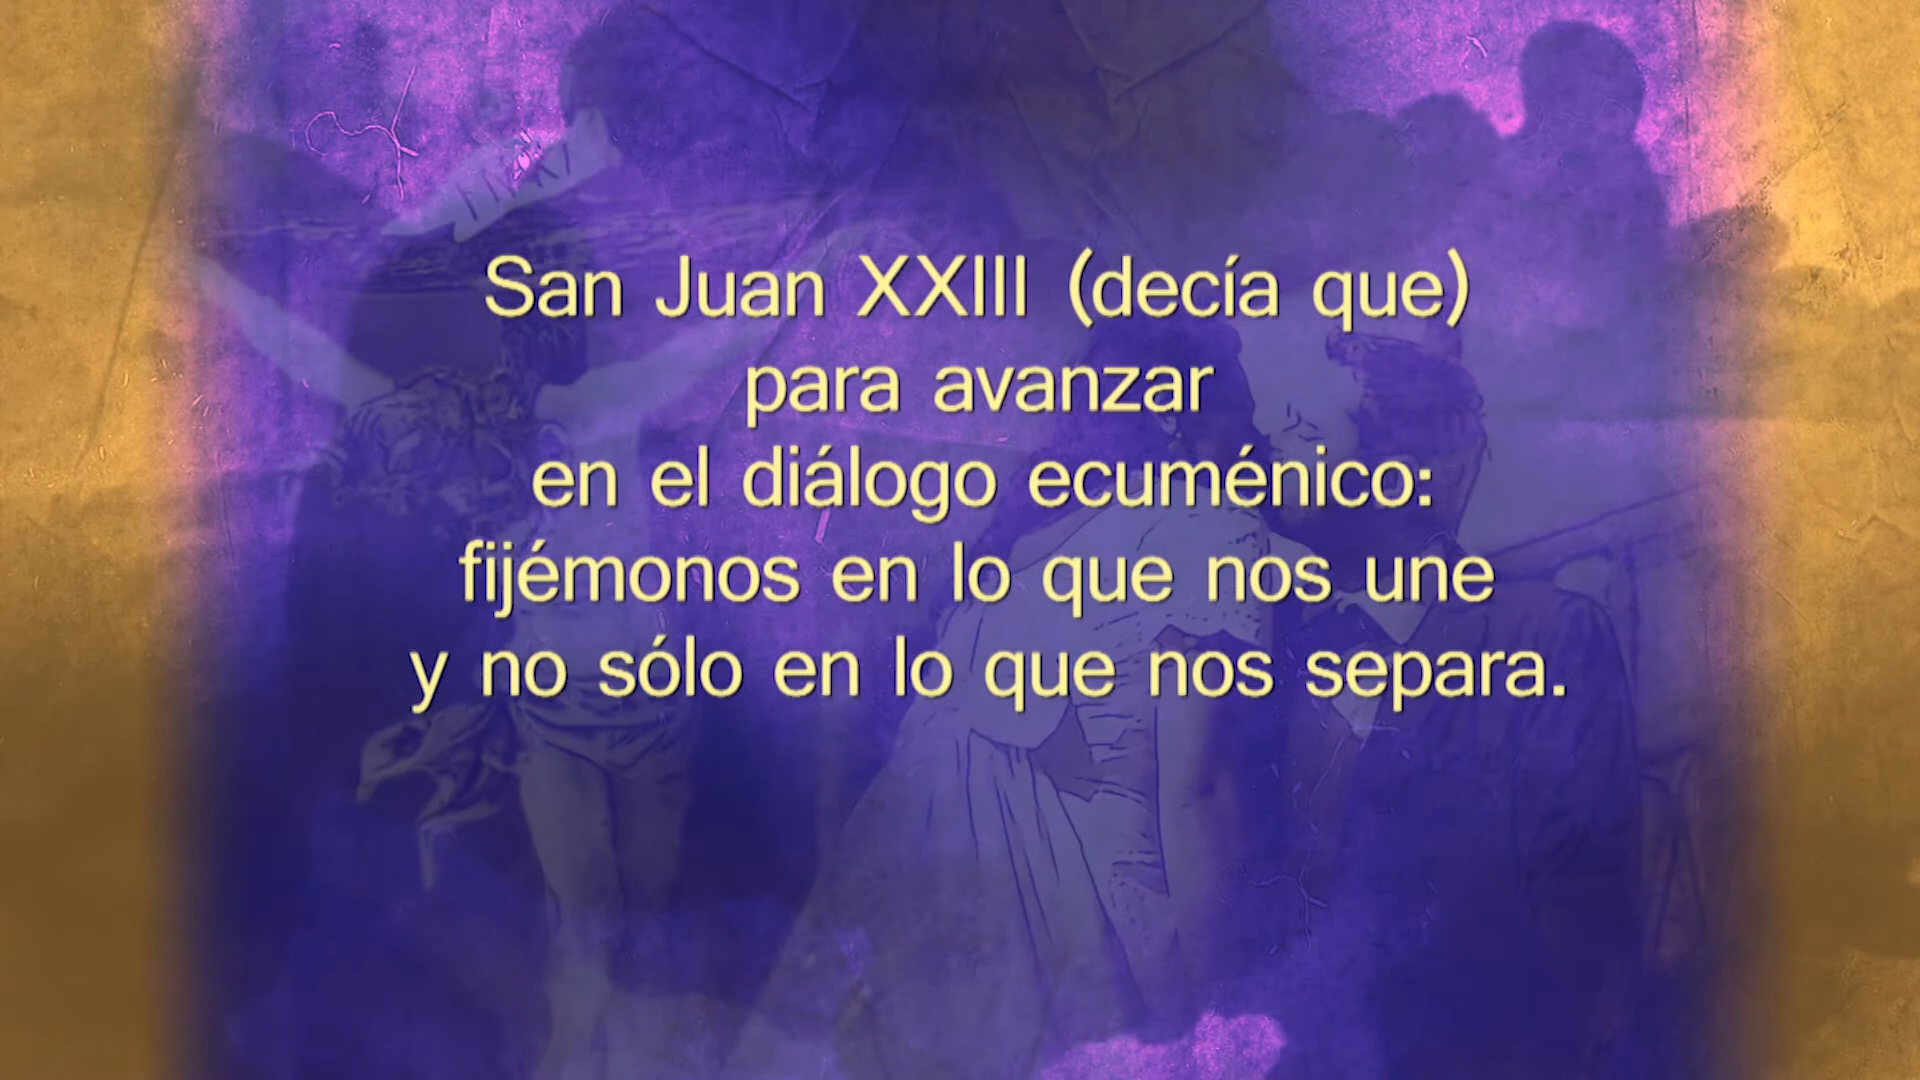 San Juan XXIII (decía que)
para avanzar
en el diálogo ecuménico:
fijémonos en lo que nos une
y no sólo en lo que nos separa.